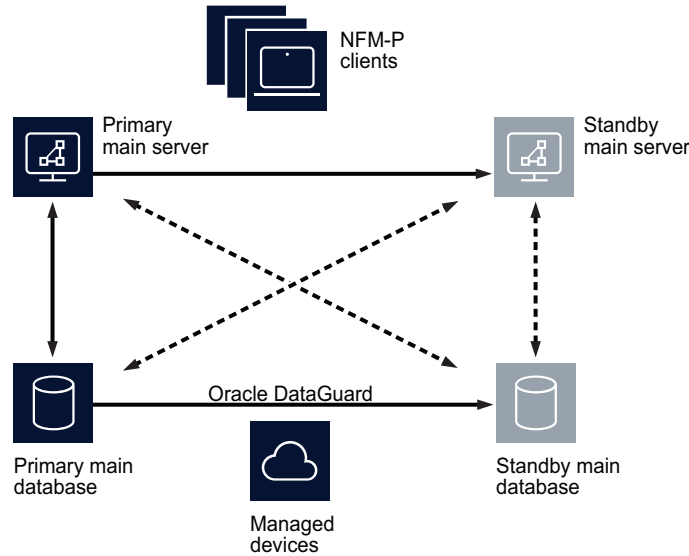 NFM-P
clients
Primary
main server
Standby
main server
Oracle DataGuard
Primary main
database
Standby main
database
Managed
devices